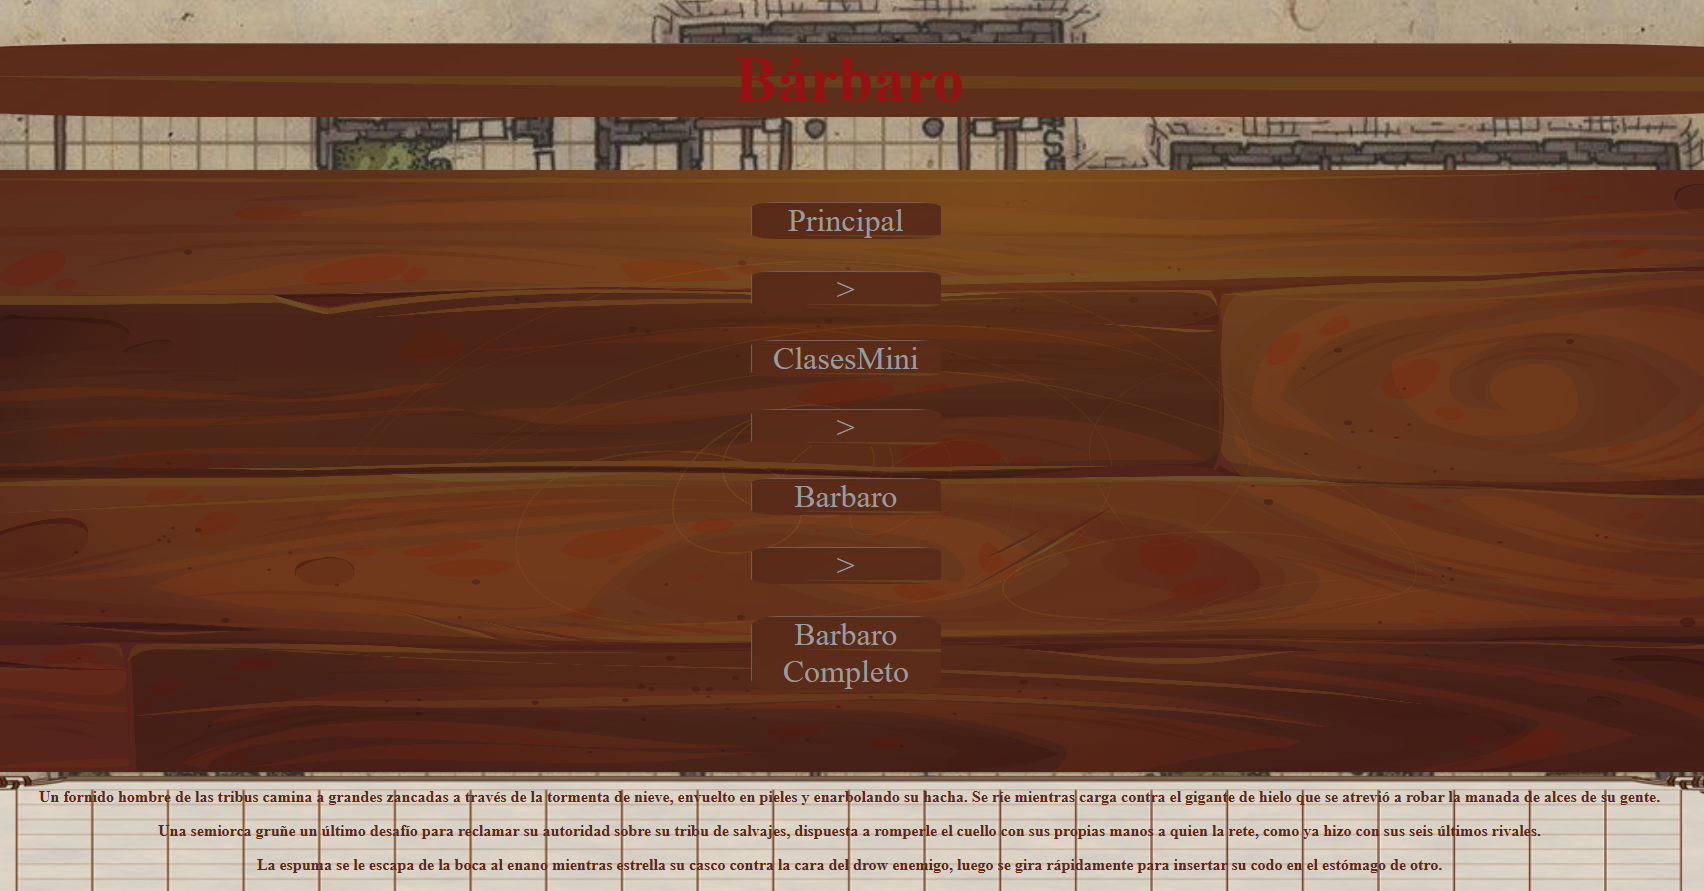 Bárbaro
Principal
>
ClasesMini
>
Barbaro
>
Barbaro
Completo
Un fornido hombre de las tribus camina a grandes zancadas a través de la tormenta de nieve, envuelto en pieles y enarbolando su hacha. Se ríe mientras carga contra el gigante de hielo que se atrevió a robar la manada de alces de su gente.
Una semiorca gruñe un último desafío para reclamar su autoridad sobre su tribu de salvajes, dispuesta a romperle el cuello con sus propias manos a quien la rete, como ya hizo con sus seis últimos rivales.
La espuma se le escapa de la boca al enano mientras estrella su casco contra la cara del drow enemigo, luego se gira rápidamente para insertar su codo en el estómago de otro.